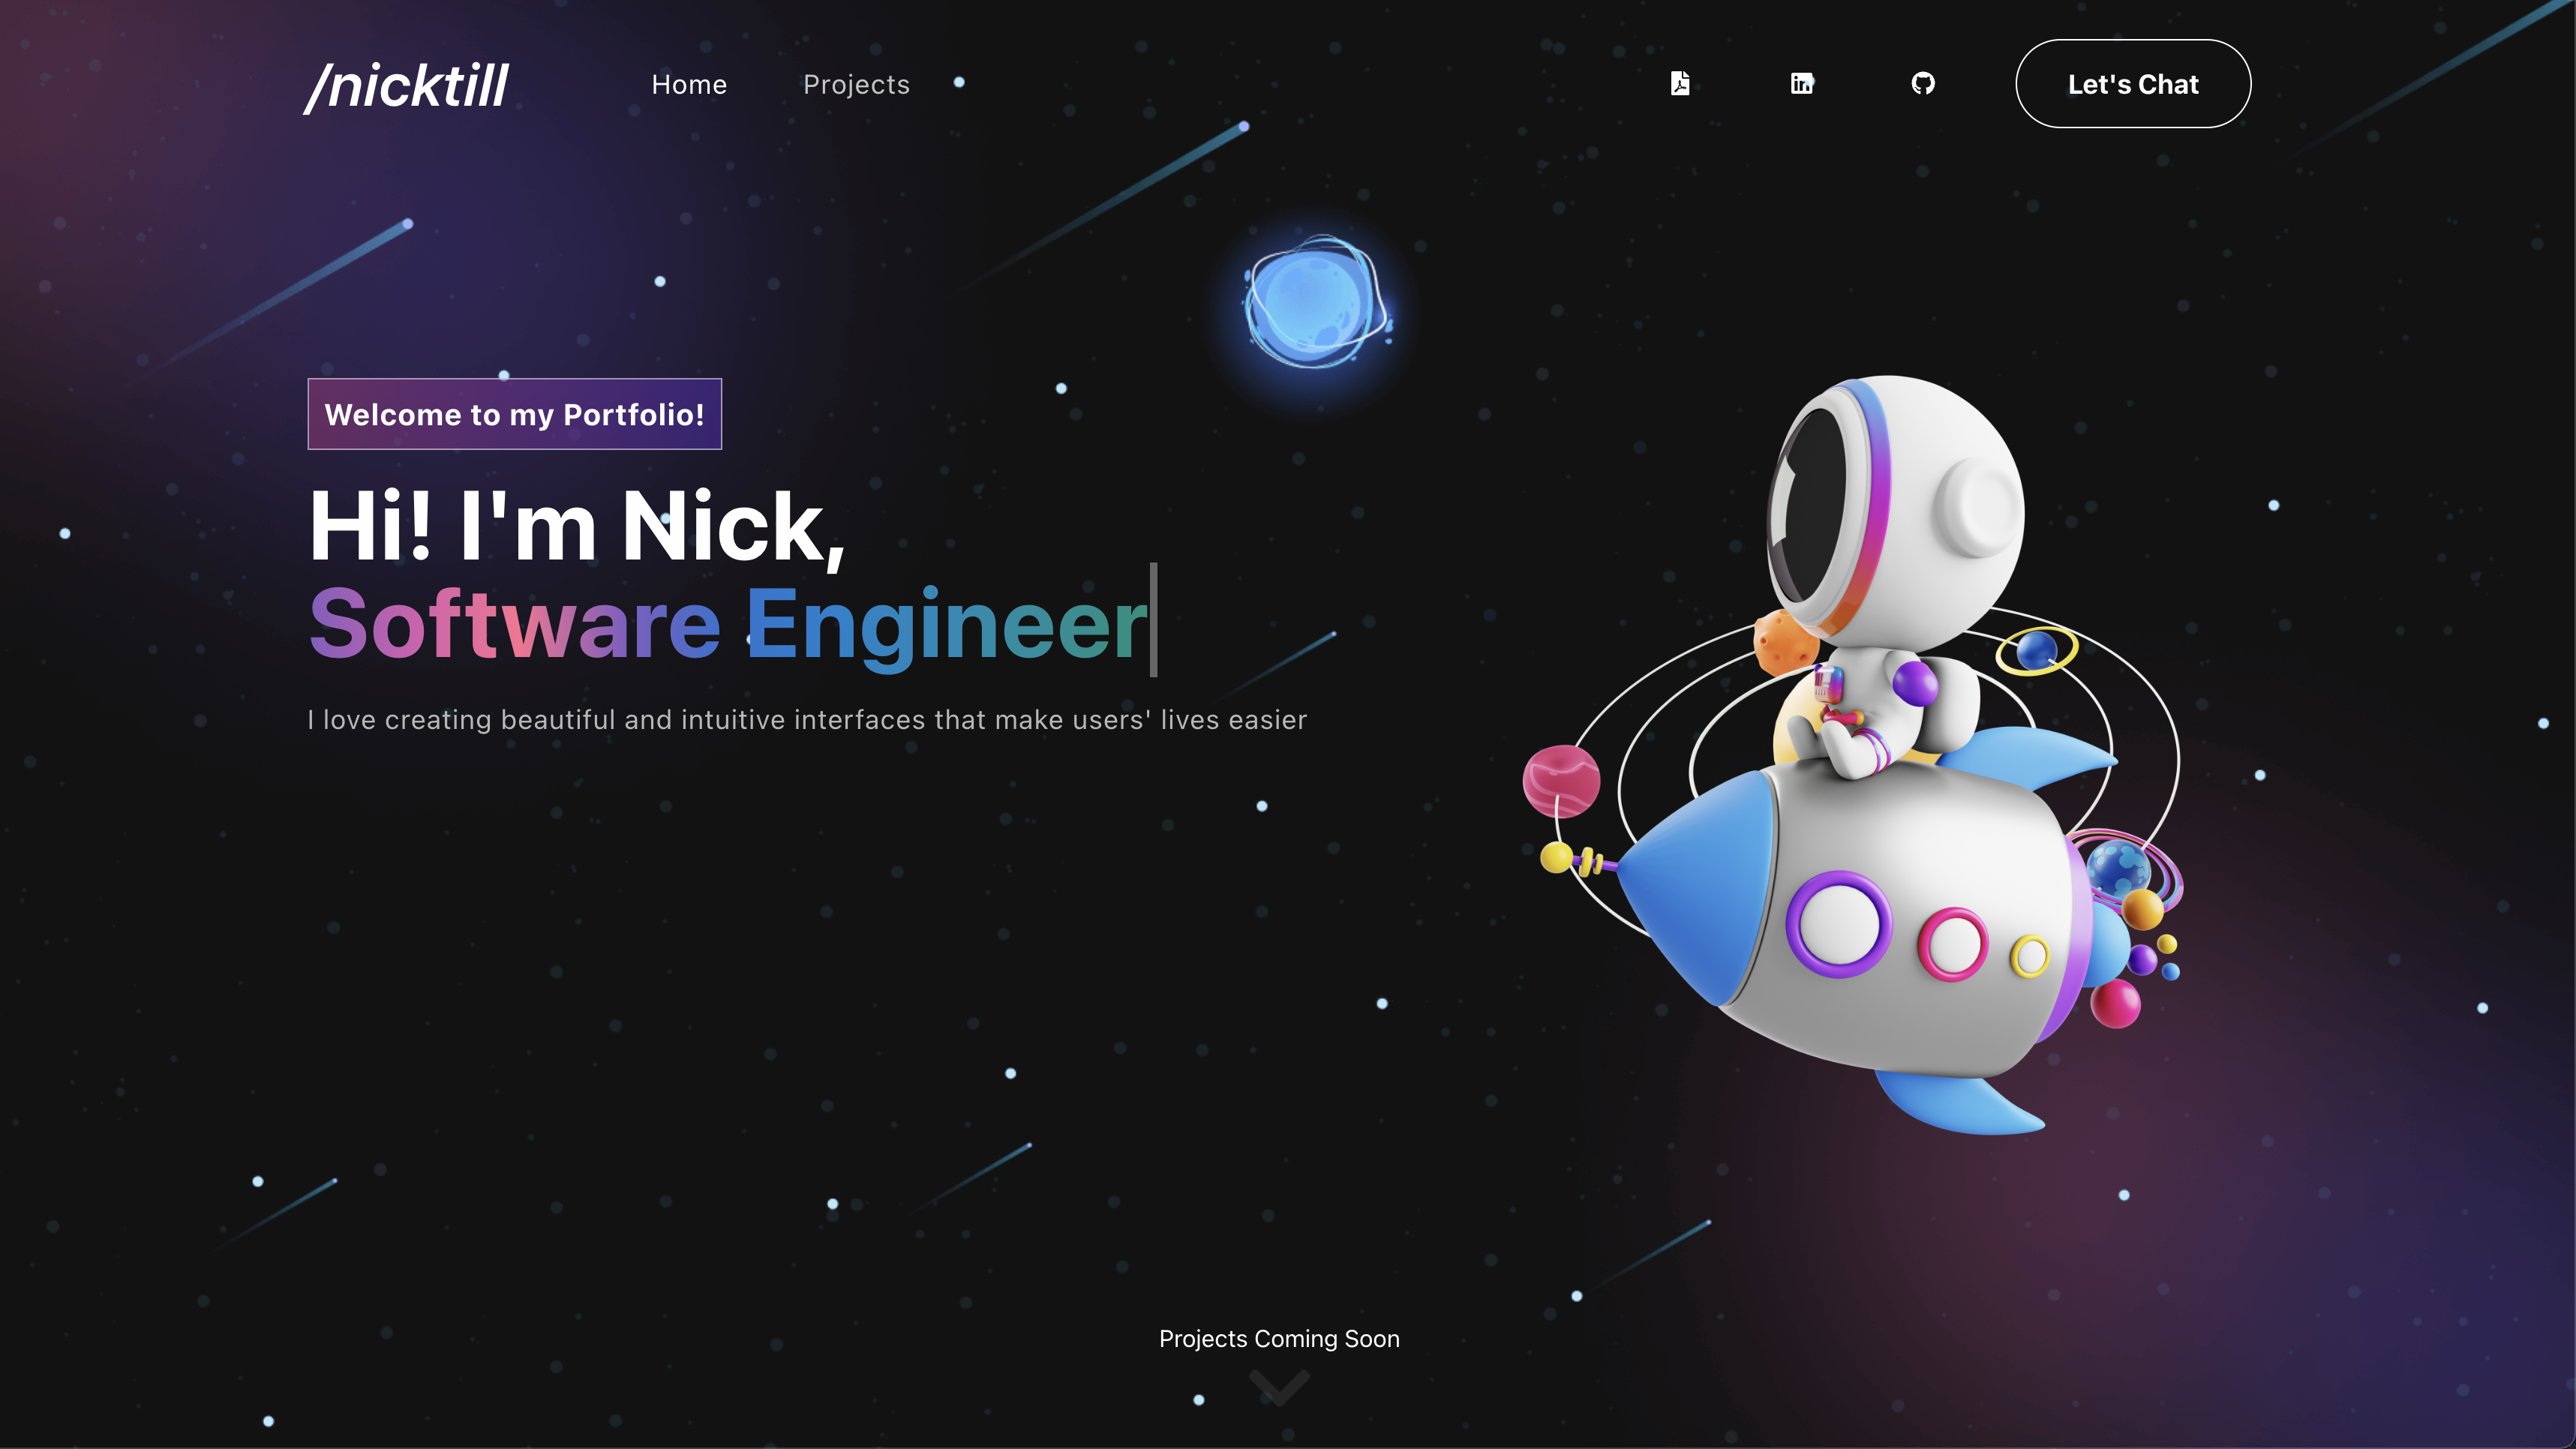 /nicktill
Home
Projects
Let's Chat
Welcome to my Portfolio!
Hi! I'm Nick,
Software Engineer
I love creating beautiful and intuitive interfaces that make users' lives easier
Projects Coming Soon